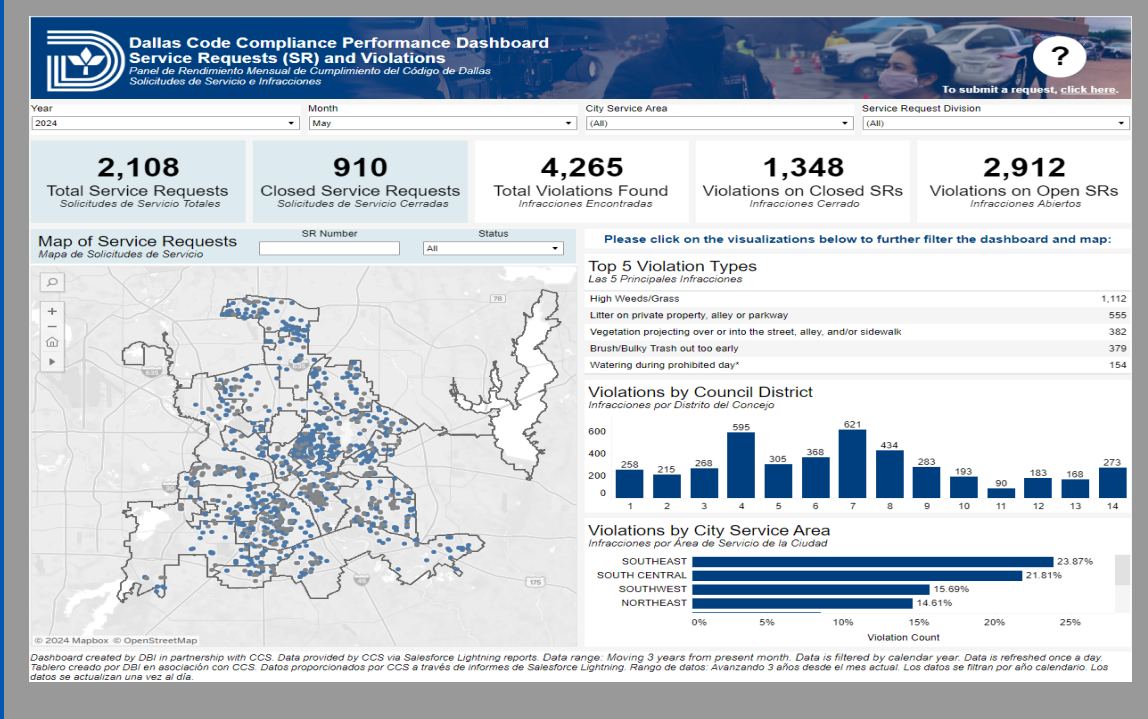 Dallas Code Compliance Performance Dashboard
Service Requests (SR) and Violations
Panel de Rendimiento Mensual de Cumplimiento del Código de Dallas
Solicitudes de Servicio e Infracciones
?
To submit a request, click here.
Year
Month
City Service Area
Service Request Division
2024
May
(All)
(All)
2,108
Total Service Requests
Solicitudes de Servicio Totales
910
Closed Service Requests
Solicitudes de Servicio Cerradas
4,265
Total Violations Found
Infracciones Encontradas
1,348
Violations on Closed SRs
Infracciones Cerrado
2,912
Violations on Open SRs
Infracciones Abiertos
Map of Service Requests
Mapa de Solicitudes de Servicio
SR Number
Status
All
78
635
635
175
© 2024 Mapbox © OpenStreetMap
Please click on the visualizations below to further filter the dashboard and map:
Top 5 Violation Types
Las 5 Principales Infracciones
High Weeds/Grass 1,112
Litter on private property, alley or parkway 555
Vegetation projecting over or into the street, alley, and/or sidewalk 382
Brush/Bulky Trash out too early 379
Watering during prohibited day* 154
Violations by Council District
Infracciones por Distrito del Concejo
600
400
200
0
258 215 268 595 305 368 621 434 283 193 90 183 168 273
1 2 3 4 5 6 7 8 9 10 11 12 13 14
Violations by City Service Area
Infracciones por Área de Servicio de la Ciudad
SOUTHEAST 23.87%
SOUTH CENTRAL 21.81%
SOUTHWEST 15.69%
NORTHEAST 14.61%
0% 5% 10% 15% 20% 25%
Violation Count
Dashboard created by DBI in partnership with CCS. Data provided by CCS via Salesforce Lightning reports. Data range: Moving 3 years from present month. Data is filtered by calendar year. Data is refreshed once a day.
Tablero creado por DBI en asociación con CCS. Datos proporcionados por CCS a través de informes de Salesforce Lightning. Rango de datos: Avanzando 3 años desde el mes actual. Los datos se filtran por año calendario. Los
datos se actualizan una vez al día.